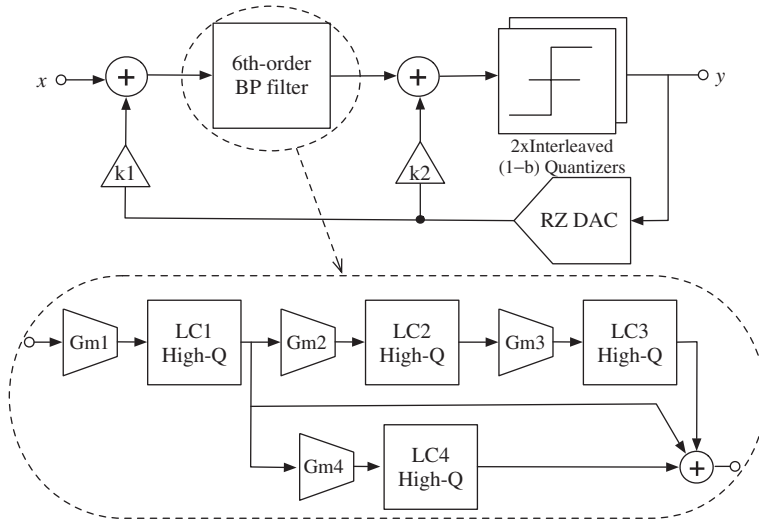 x
+
6th-order
BP filter
+
y
2xInterleaved
(1–b) Quantizers
k1
k2
RZ DAC
Gm1
LC1
High-Q
Gm2
LC2
High-Q
Gm3
LC3
High-Q
Gm4
LC4
High-Q
+